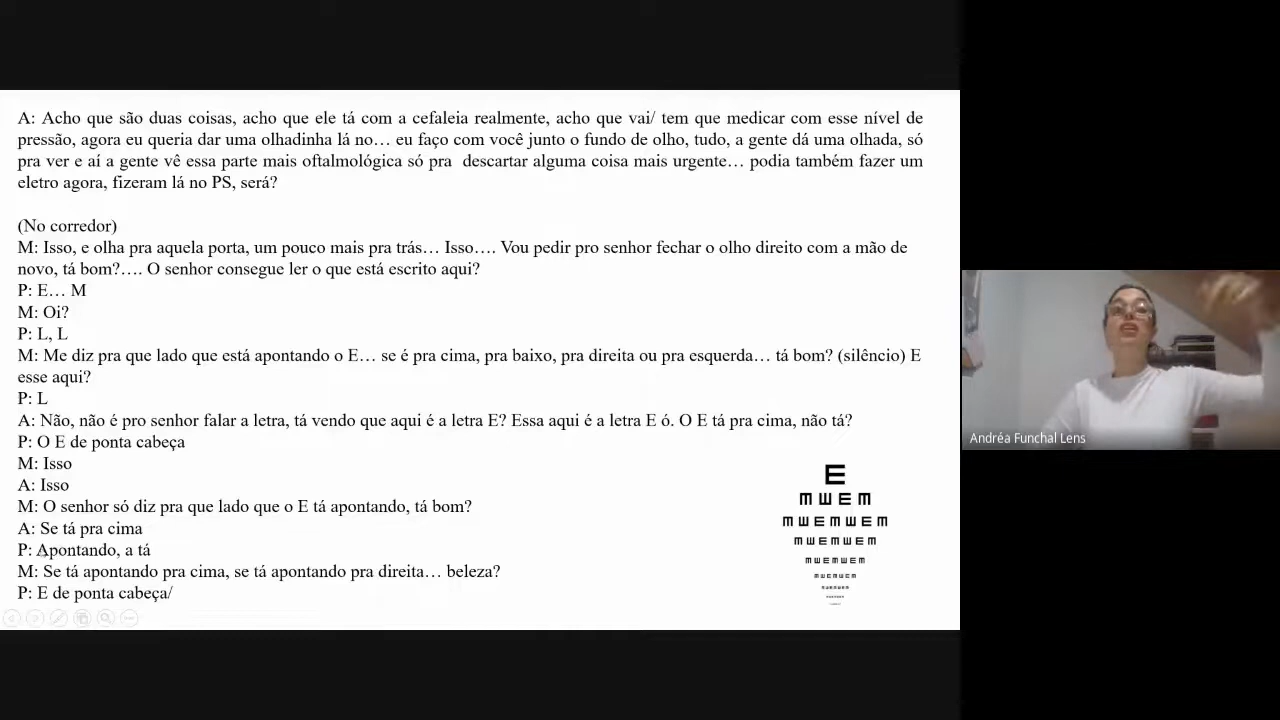 A: Acho que são duas coisas, acho que ele tá com a cefaleia realmente, acho que vai/ tem que medicar com esse nível de
pressão, agora eu queria dar uma olhadinha lá no… eu faço com você junto o fundo de olho, tudo, a gente dá uma olhada, só
pra ver e aí a gente vê essa parte mais oftalmológica só pra descartar alguma coisa mais urgente… podia também fazer um
eletro agora, fizeram lá no PS, será?
(No corredor)
M: Isso, e olha pra aquela porta, um pouco mais pra trás… Isso…. Vou pedir pro senhor fechar o olho direito com a mão de
novo, tá bom?…. O senhor consegue ler o que está escrito aqui?
P: E… M
M: Oi?
P: L, L
M: Me diz pra que lado que está apontando o E… se é pra cima, pra baixo, pra direita ou pra esquerda… tá bom? (silêncio) E
esse aqui?
P: L
A: Não, não é pro senhor falar a letra, tá vendo que aqui é a letra E? Essa aqui é a letra E ó. O E tá pra cima, não tá?
P: O E de ponta cabeça
M: Isso
A: Isso
M: O senhor só diz pra que lado que o E tá apontando, tá bom?
A: Se tá pra cima
P: Apontando, a tá
M: Se tá apontando pra cima, se tá apontando pra direita… beleza?
P: E de ponta cabeça/
E
M W E M
M W E M W E M
M W E M W E M
M W E M W E M
M W E M W E M
Andréa Funchal Lens